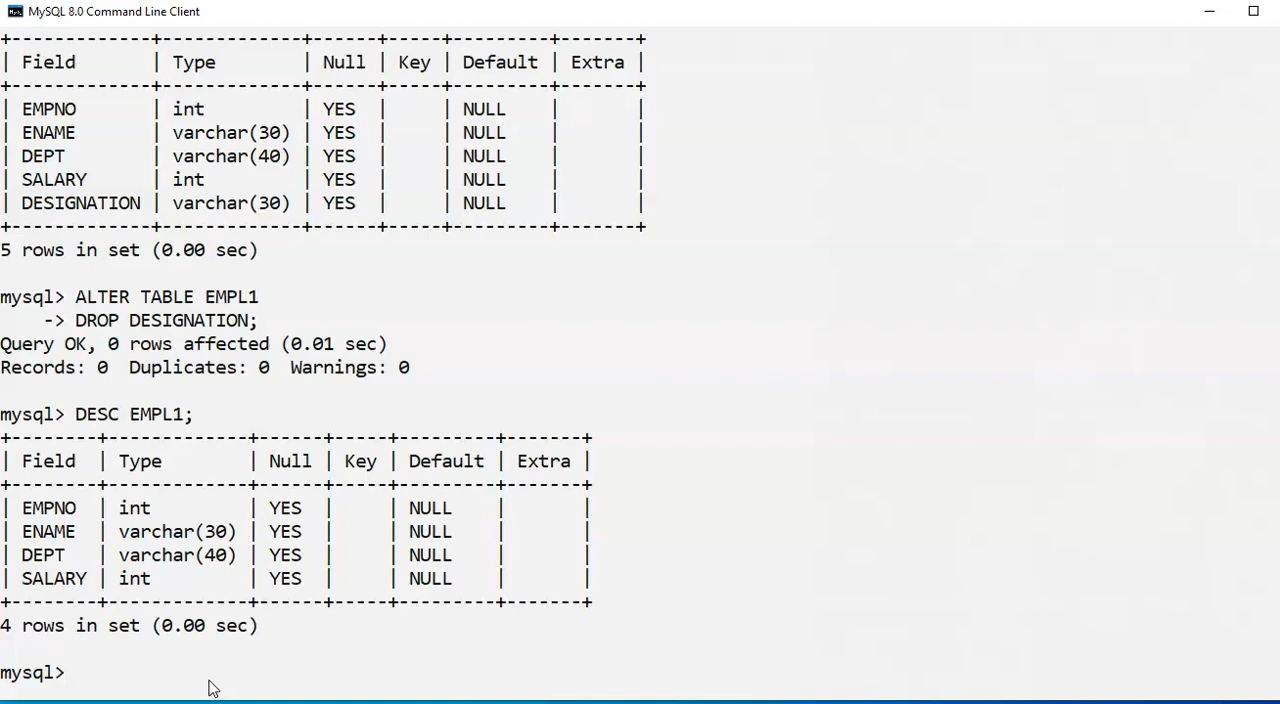 MySQL 8.0 Command Line Client
+-------------+-------------+------+-----+---------+-------+
| Field       | Type        | Null | Key | Default | Extra |
+-------------+-------------+------+-----+---------+-------+
| EMPNO       | int         | YES  |     | NULL    |       |
| ENAME       | varchar(30) | YES  |     | NULL    |       |
| DEPT        | varchar(40) | YES  |     | NULL    |       |
| SALARY      | int         | YES  |     | NULL    |       |
| DESIGNATION | varchar(30) | YES  |     | NULL    |       |
+-------------+-------------+------+-----+---------+-------+
5 rows in set (0.00 sec)
mysql> ALTER TABLE EMPL1
    -> DROP DESIGNATION;
Query OK, 0 rows affected (0.01 sec)
Records: 0  Duplicates: 0  Warnings: 0
mysql> DESC EMPL1;
+--------+-------------+------+-----+---------+-------+
| Field  | Type        | Null | Key | Default | Extra |
+--------+-------------+------+-----+---------+-------+
| EMPNO  | int         | YES  |     | NULL    |       |
| ENAME  | varchar(30) | YES  |     | NULL    |       |
| DEPT   | varchar(40) | YES  |     | NULL    |       |
| SALARY | int         | YES  |     | NULL    |       |
+--------+-------------+------+-----+---------+-------+
4 rows in set (0.00 sec)
mysql>